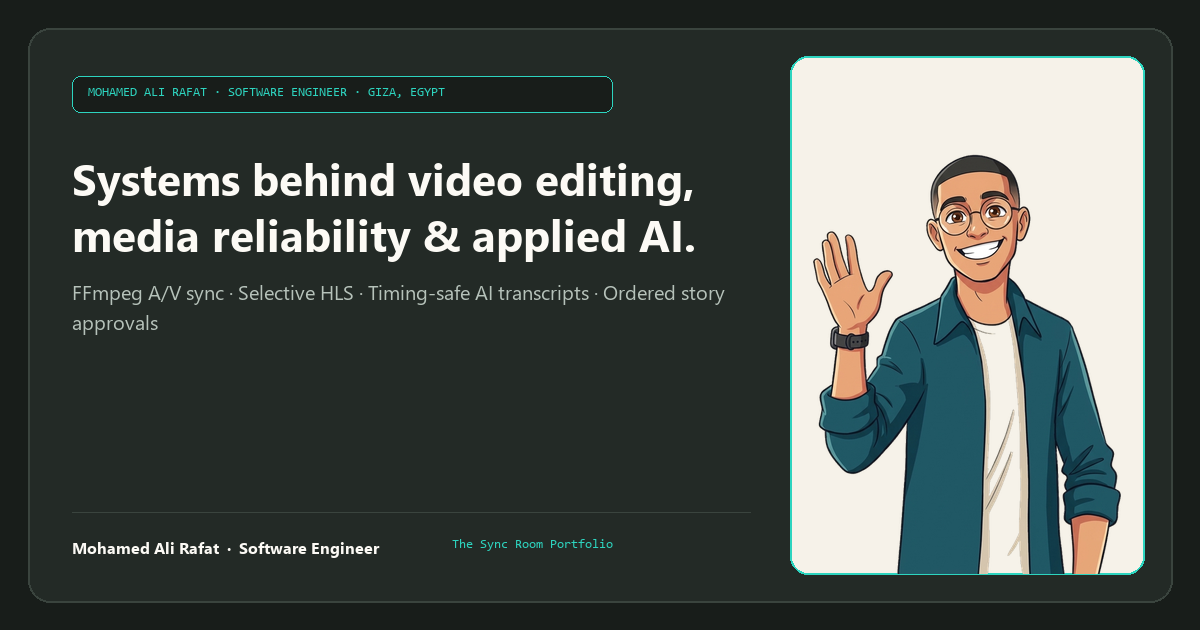 MOHAMED ALI RAFAT · SOFTWARE ENGINEER · GIZA, EGYPT
Systems behind video editing,
media reliability & applied AI.
FFmpeg A/V sync · Selective HLS · Timing-safe AI transcripts · Ordered story
approvals
Mohamed Ali Rafat · Software Engineer
The Sync Room Portfolio